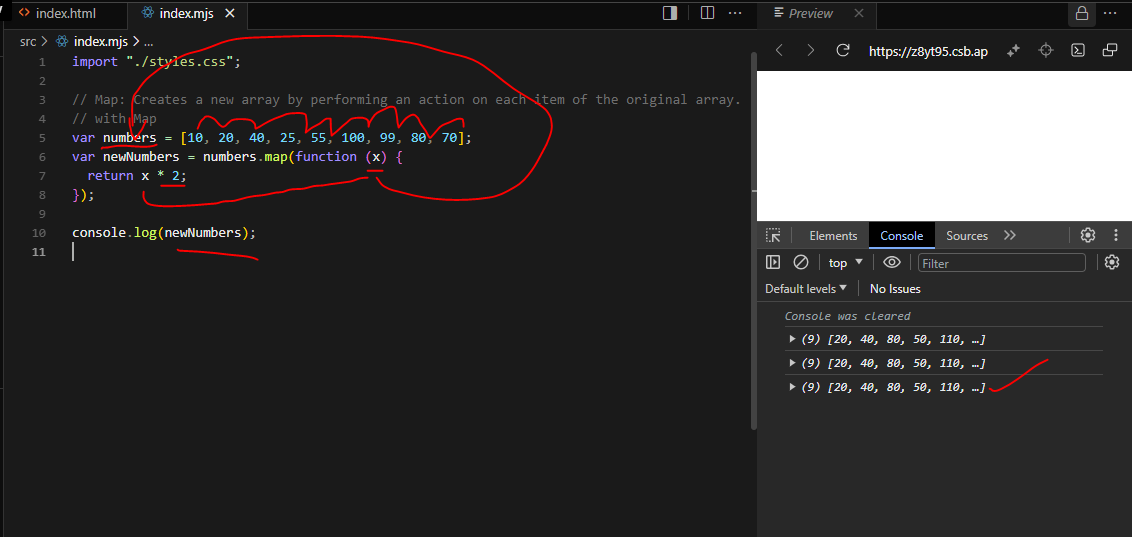 index.html
index.mjs
src > index.mjs > ...
1 import "./styles.css";
2
3 // Map: Creates a new array by performing an action on each item of the original array.
4 // with Map
5 var numbers = [10, 20, 40, 25, 55, 100, 99, 80, 70];
6 var newNumbers = numbers.map(function (x) {
7 return x * 2;
8 });
9
10 console.log(newNumbers);
11
Preview
https://z8yt95.csb.ap
Elements Console Sources
top Filter
Default levels No Issues
Console was cleared
(9) [20, 40, 80, 50, 110, …]
(9) [20, 40, 80, 50, 110, …]
(9) [20, 40, 80, 50, 110, …]